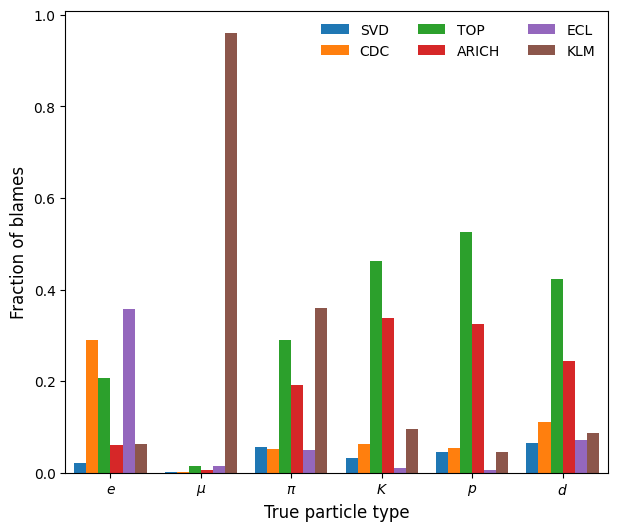 1.0
0.8
0.6
0.4
0.2
0.0
Fraction of blames
SVD
CDC
TOP
ARICH
ECL
KLM
e
μ
π
K
p
d
True particle type